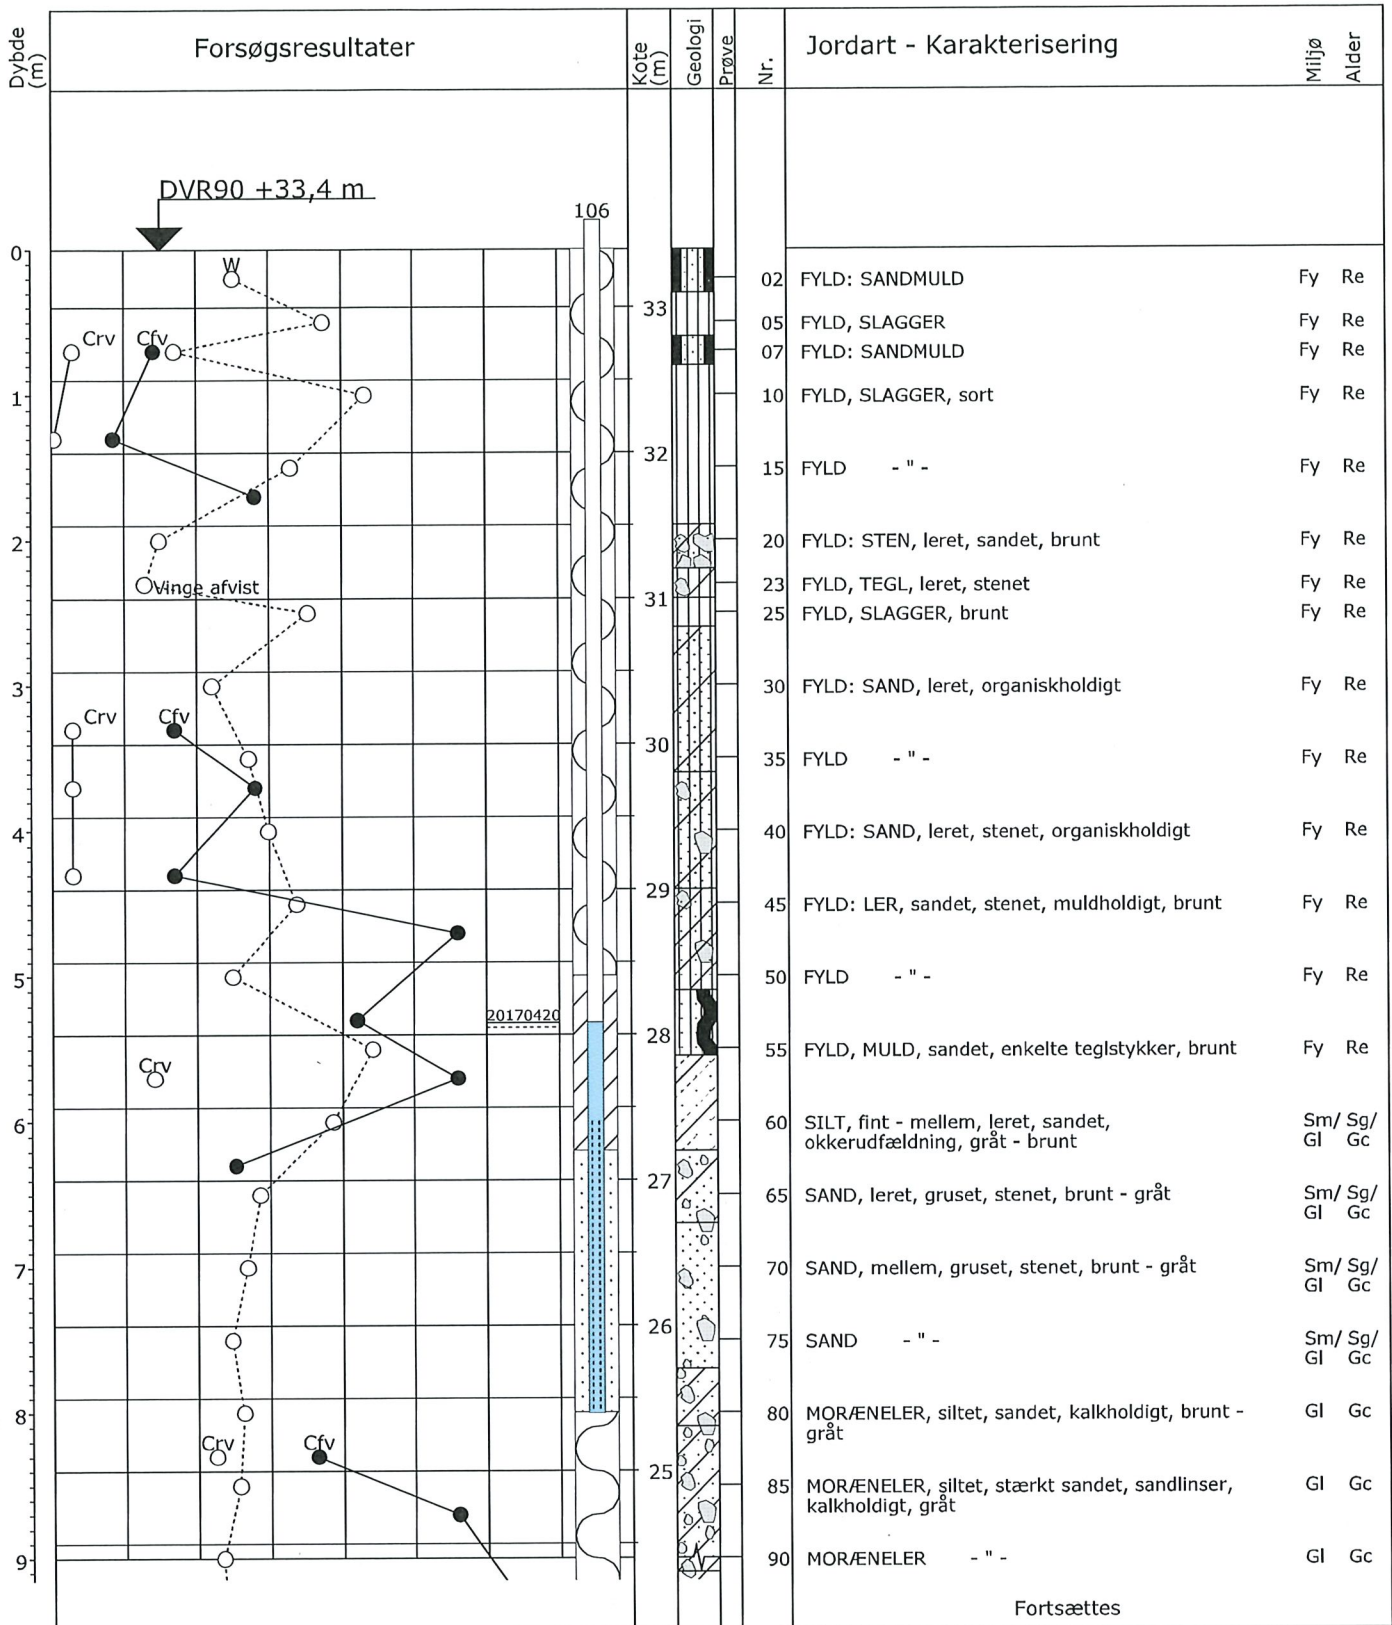 Dybde (m)
Forsøgsresultater
Kote (m)
Geologi
Prøve
Nr.
Jordart - Karakterisering
Miljø
Alder
DVR90 +33,4 m
106
0
W
02 FYLD: SANDMULD Fy Re
33
05 FYLD, SLAGGER Fy Re
Crv Cfv
07 FYLD: SANDMULD Fy Re
1
10 FYLD, SLAGGER, sort Fy Re
32
15 FYLD - " - Fy Re
2
20 FYLD: STEN, leret, sandet, brunt Fy Re
Vinge afvist
23 FYLD, TEGL, leret, stenet Fy Re
31
25 FYLD, SLAGGER, brunt Fy Re
3
30 FYLD: SAND, leret, organiskholdigt Fy Re
Crv Cfv
30
35 FYLD - " - Fy Re
4
40 FYLD: SAND, leret, stenet, organiskholdigt Fy Re
29
45 FYLD: LER, sandet, stenet, muldholdigt, brunt Fy Re
5
50 FYLD - " - Fy Re
20170420
28
55 FYLD, MULD, sandet, enkelte teglstykker, brunt Fy Re
Crv
6
60 SILT, fint - mellem, leret, sandet, Sm/ Sg/
okkerudfældning, gråt - brunt Gl Gc
27
65 SAND, leret, gruset, stenet, brunt - gråt Sm/ Sg/
Gl Gc
7
70 SAND, mellem, gruset, stenet, brunt - gråt Sm/ Sg/
Gl Gc
26
75 SAND - " - Sm/ Sg/
Gl Gc
8
80 MORÆNELER, siltet, sandet, kalkholdigt, brunt - Gl Gc
gråt
Crv Cfv
25
85 MORÆNELER, siltet, stærkt sandet, sandlinser, Gl Gc
kalkholdigt, gråt
9
90 MORÆNELER - " - Gl Gc
Fortsættes